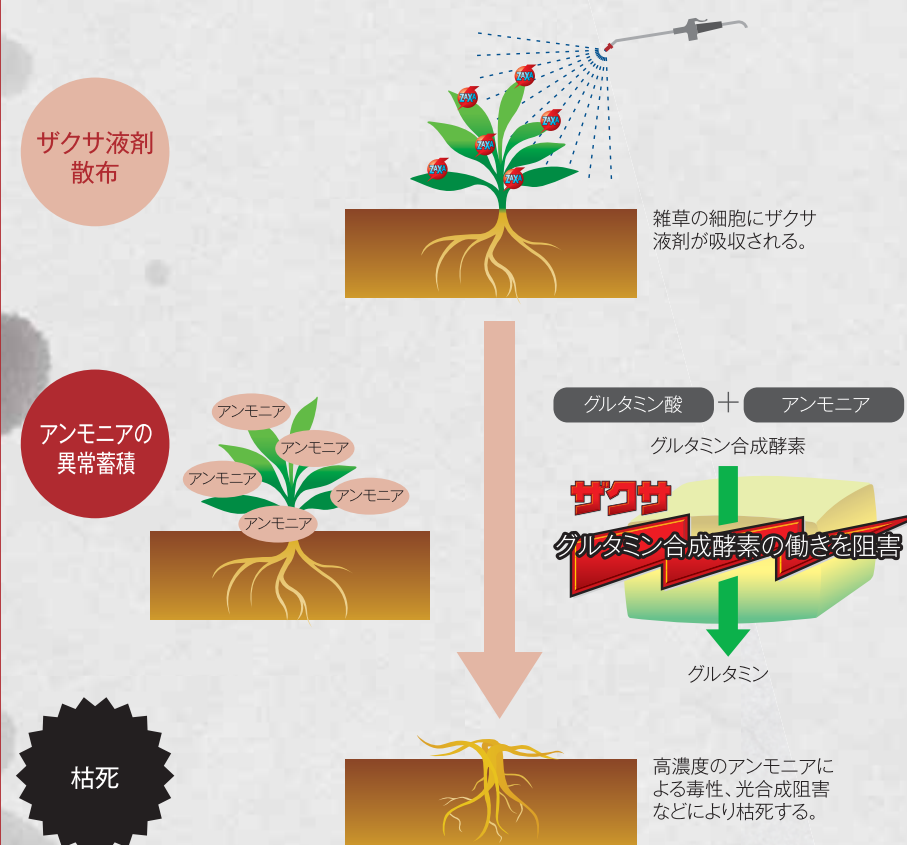 ザクサ液剤
散布
ZAXA
ZAXA
ZAXA
ZAXA
ZAXA
ZAXA
雑草の細胞にザクサ
液剤が吸収される。
アンモニアの
異常蓄積
アンモニア
アンモニア
アンモニア
アンモニア
アンモニア
グルタミン酸 + アンモニア
グルタミン合成酵素
ザクサ
グルタミン合成酵素の働きを阻害
グルタミン
枯死
高濃度のアンモニアに
よる毒性、光合成阻害
などにより枯死する。